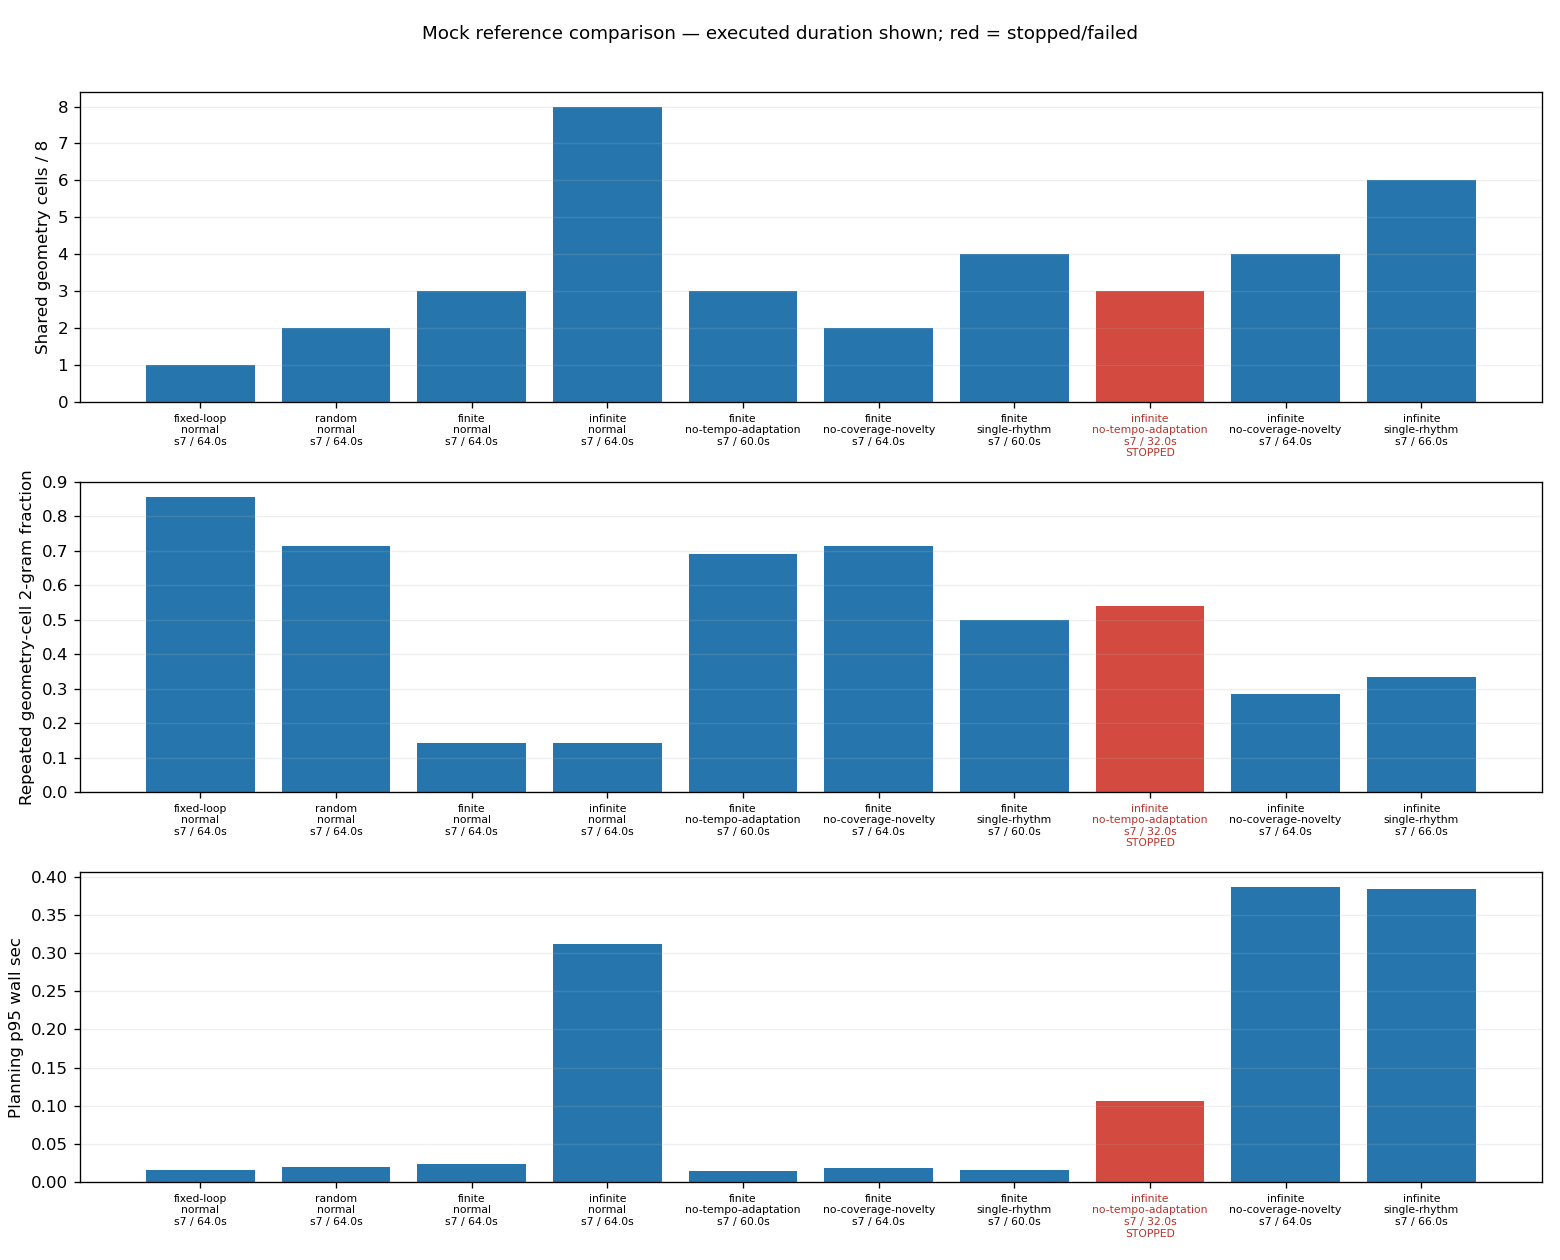 Mock reference comparison — executed duration shown; red = stopped/failed
Shared geometry cells / 8
8
7
6
5
4
3
2
1
0
fixed-loop
normal
s7 / 64.0s
random
normal
s7 / 64.0s
finite
normal
s7 / 64.0s
infinite
normal
s7 / 64.0s
finite
no-tempo-adaptation
s7 / 60.0s
finite
no-coverage-novelty
s7 / 64.0s
finite
single-rhythm
s7 / 60.0s
infinite
no-tempo-adaptation
s7 / 32.0s
STOPPED
infinite
no-coverage-novelty
s7 / 64.0s
infinite
single-rhythm
s7 / 66.0s
Repeated geometry-cell 2-gram fraction
0.9
0.8
0.7
0.6
0.5
0.4
0.3
0.2
0.1
0.0
fixed-loop
normal
s7 / 64.0s
random
normal
s7 / 64.0s
finite
normal
s7 / 64.0s
infinite
normal
s7 / 64.0s
finite
no-tempo-adaptation
s7 / 60.0s
finite
no-coverage-novelty
s7 / 64.0s
finite
single-rhythm
s7 / 60.0s
infinite
no-tempo-adaptation
s7 / 32.0s
STOPPED
infinite
no-coverage-novelty
s7 / 64.0s
infinite
single-rhythm
s7 / 66.0s
Planning p95 wall sec
0.40
0.35
0.30
0.25
0.20
0.15
0.10
0.05
0.00
fixed-loop
normal
s7 / 64.0s
random
normal
s7 / 64.0s
finite
normal
s7 / 64.0s
infinite
normal
s7 / 64.0s
finite
no-tempo-adaptation
s7 / 60.0s
finite
no-coverage-novelty
s7 / 64.0s
finite
single-rhythm
s7 / 60.0s
infinite
no-tempo-adaptation
s7 / 32.0s
STOPPED
infinite
no-coverage-novelty
s7 / 64.0s
infinite
single-rhythm
s7 / 66.0s